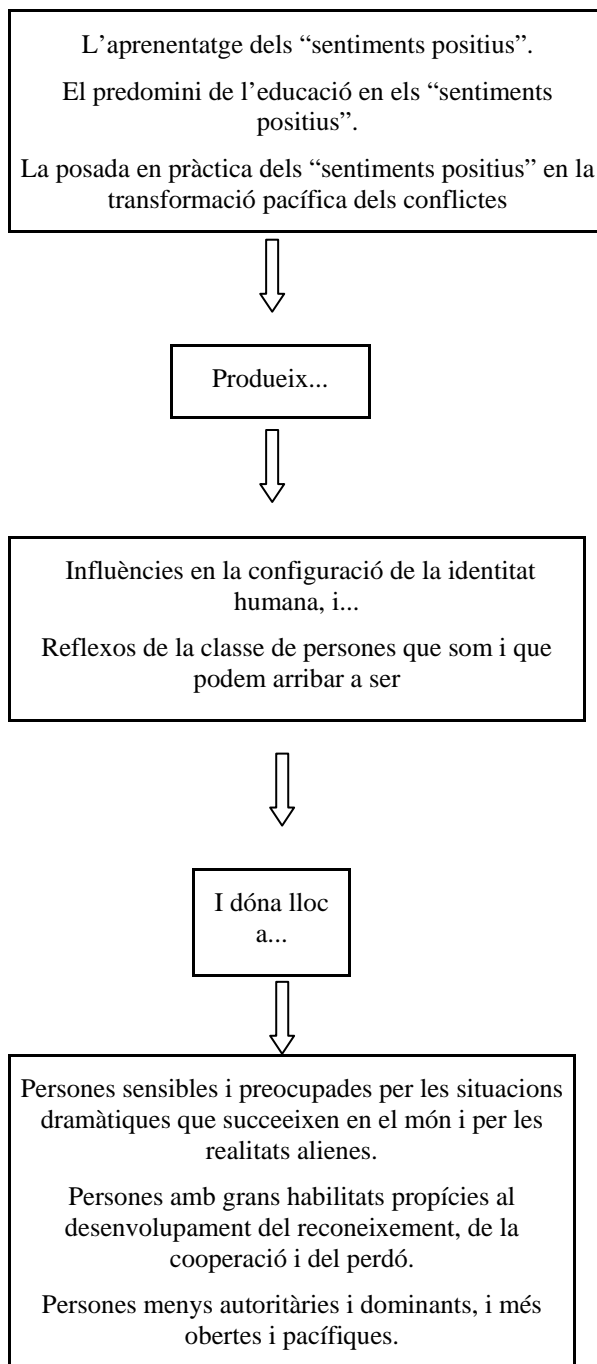 L’aprenentatge dels “sentiments positius”.
El predomini de l’educació en els “sentiments
positius”.
La posada en pràctica dels “sentiments positius” en la
transformació pacífica dels conflictes
Produeix...
Influències en la configuració de la identitat
humana, i...
Reflexos de la classe de persones que som i que
podem arribar a ser
I dóna lloc
a...
Persones sensibles i preocupades per les situacions
dramàtiques que succeeixen en el món i per les
realitats alienes.
Persones amb grans habilitats propícies al
desenvolupament del reconeixement, de la
cooperació i del perdó.
Persones menys autoritàries i dominants, i més
obertes i pacífiques.